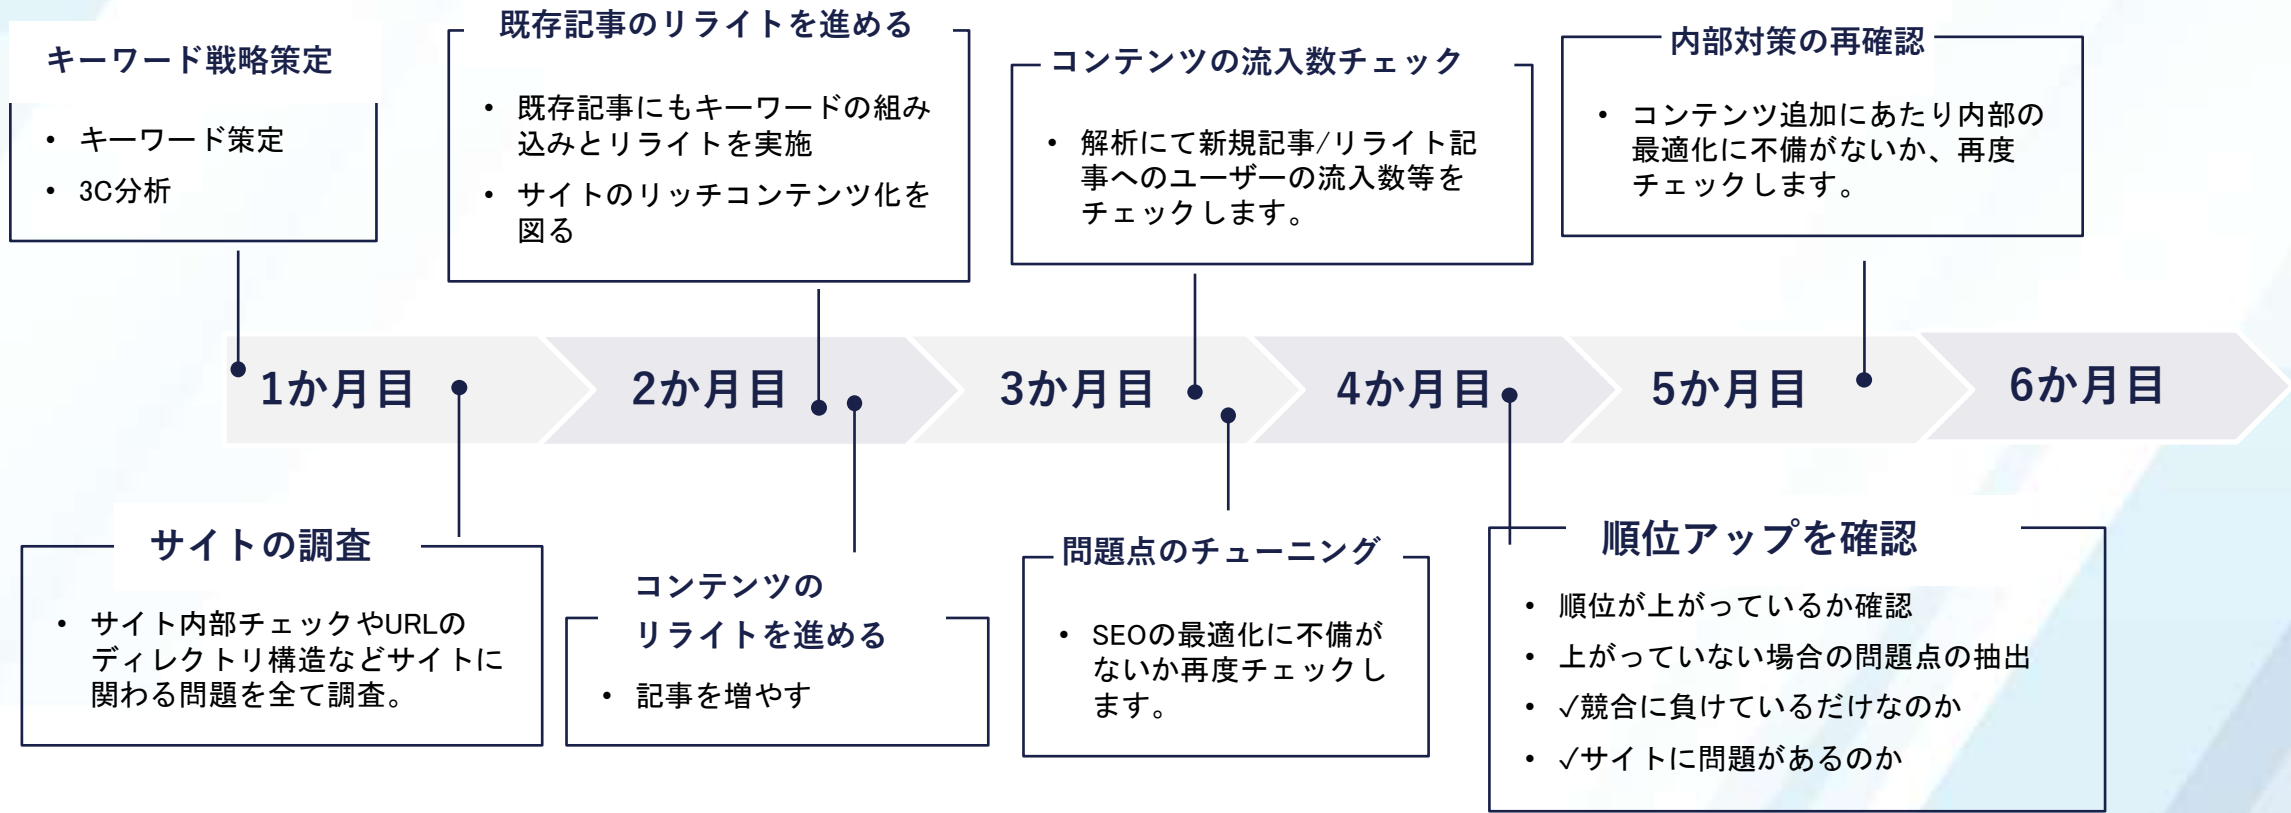 キーワード戦略策定
• キーワード策定
• 3C分析
既存記事のリライトを進める
• 既存記事にもキーワードの組み
込みとリライトを実施
• サイトのリッチコンテンツ化を
図る
コンテンツの流入数チェック
• 解析にて新規記事/リライト記
事へのユーザーの流入数等を
チェックします。
内部対策の再確認
• コンテンツ追加にあたり内部の
最適化に不備がないか、再度
チェックします。
1か月目
2か月目
3か月目
4か月目
5か月目
6か月目
サイトの調査
• サイト内部チェックやURLの
ディレクトリ構造などサイトに
関わる問題を全て調査。
コンテンツの
リライトを進める
• 記事を増やす
問題点のチューニング
• SEOの最適化に不備が
ないか再度チェックし
ます。
順位アップを確認
• 順位が上がっているか確認
• 上がっていない場合の問題点の抽出
• ✓競合に負けているだけなのか
• ✓サイトに問題があるのか